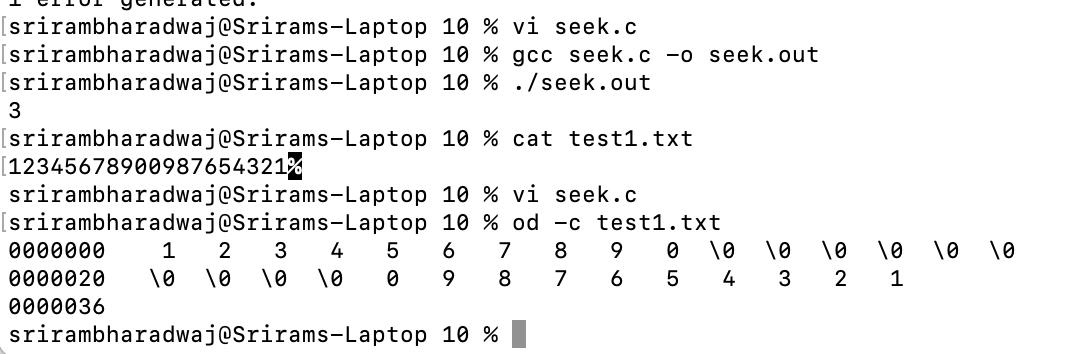 1 error generated.
[srirambharadwaj@Srirams-Laptop 10 % vi seek.c
[srirambharadwaj@Srirams-Laptop 10 % gcc seek.c -o seek.out
[srirambharadwaj@Srirams-Laptop 10 % ./seek.out
3
[srirambharadwaj@Srirams-Laptop 10 % cat test1.txt
[12345678900987654321%
srirambharadwaj@Srirams-Laptop 10 % vi seek.c
[srirambharadwaj@Srirams-Laptop 10 % od -c test1.txt
0000000    1   2   3   4   5   6   7   8   9   0  \0  \0  \0  \0  \0  \0
0000020   \0  \0  \0  \0   0   9   8   7   6   5   4   3   2   1
0000036
srirambharadwaj@Srirams-Laptop 10 %